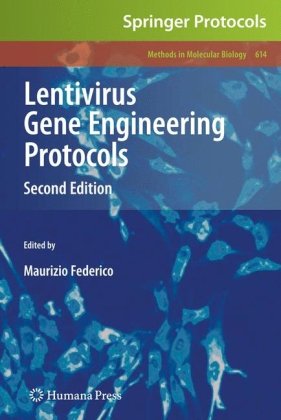 Springer Protocols
Methods in Molecular Biology 614
Lentivirus
Gene Engineering
Protocols
Second Edition
Edited by
Maurizio Federico
Humana Press